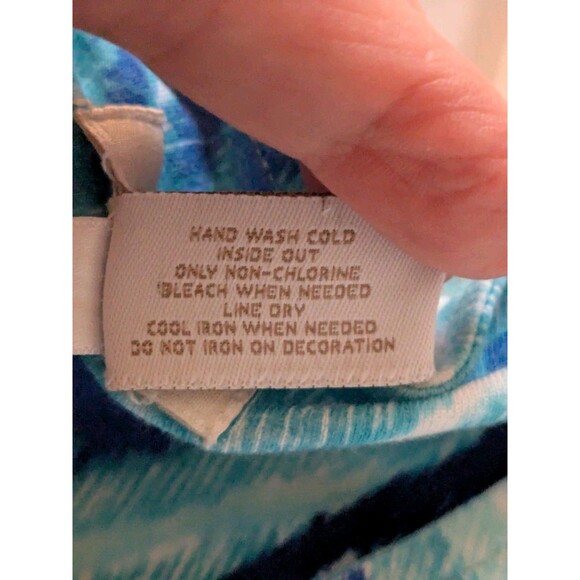 HAND WASH COLD
INSIDE OUT
ONLY NON-CHLORINE
BLEACH WHEN NEEDED
LINE DRY
COOL IRON WHEN NEEDED
DO NOT IRON ON DECORATION